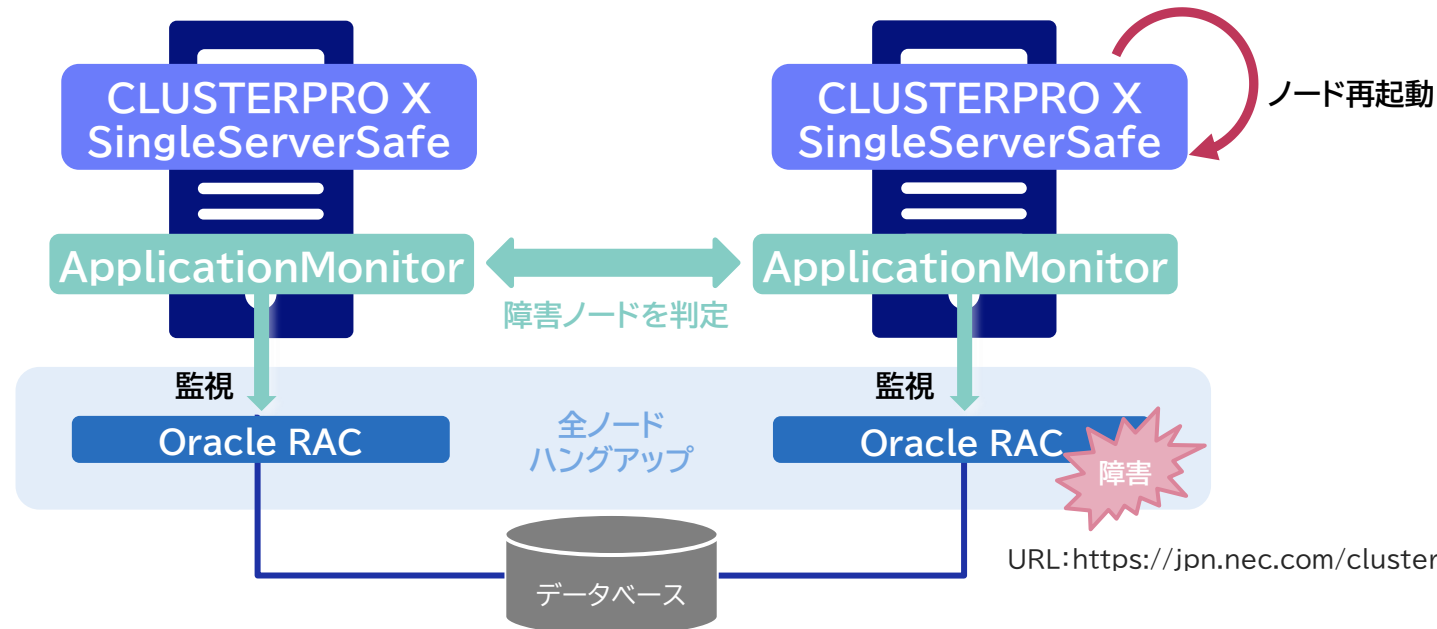 CLUSTERPRO X
SingleServerSafe
CLUSTERPRO X
SingleServerSafe
ノード再起動
ApplicationMonitor
ApplicationMonitor
障害ノードを判定
監視
監視
Oracle RAC
全ノード
ハングアップ
Oracle RAC
障害
URL:https://jpn.nec.com/cluster
データベース